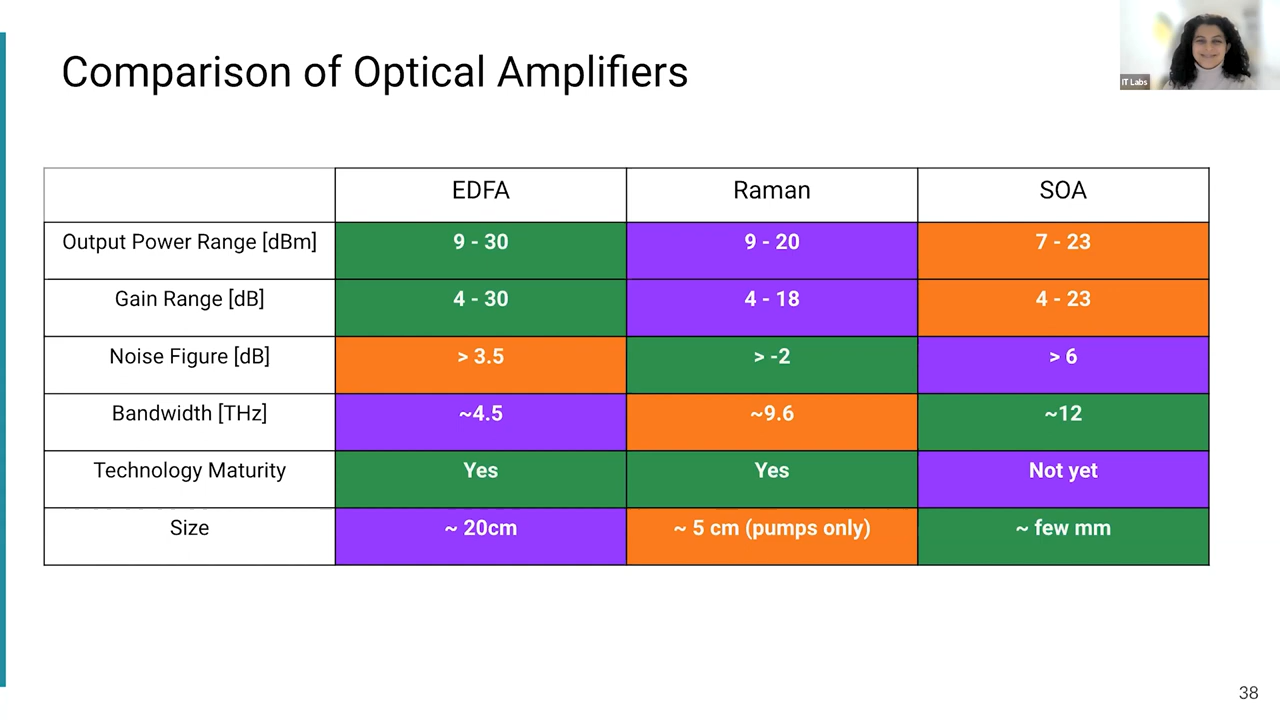 Comparison of Optical Amplifiers
IT Labs
EDFA Raman SOA
Output Power Range [dBm] 9 - 30 9 - 20 7 - 23
Gain Range [dB] 4 - 30 4 - 18 4 - 23
Noise Figure [dB] > 3.5 > -2 > 6
Bandwidth [THz] ~4.5 ~9.6 ~12
Technology Maturity Yes Yes Not yet
Size ~ 20cm ~ 5 cm (pumps only) ~ few mm
38